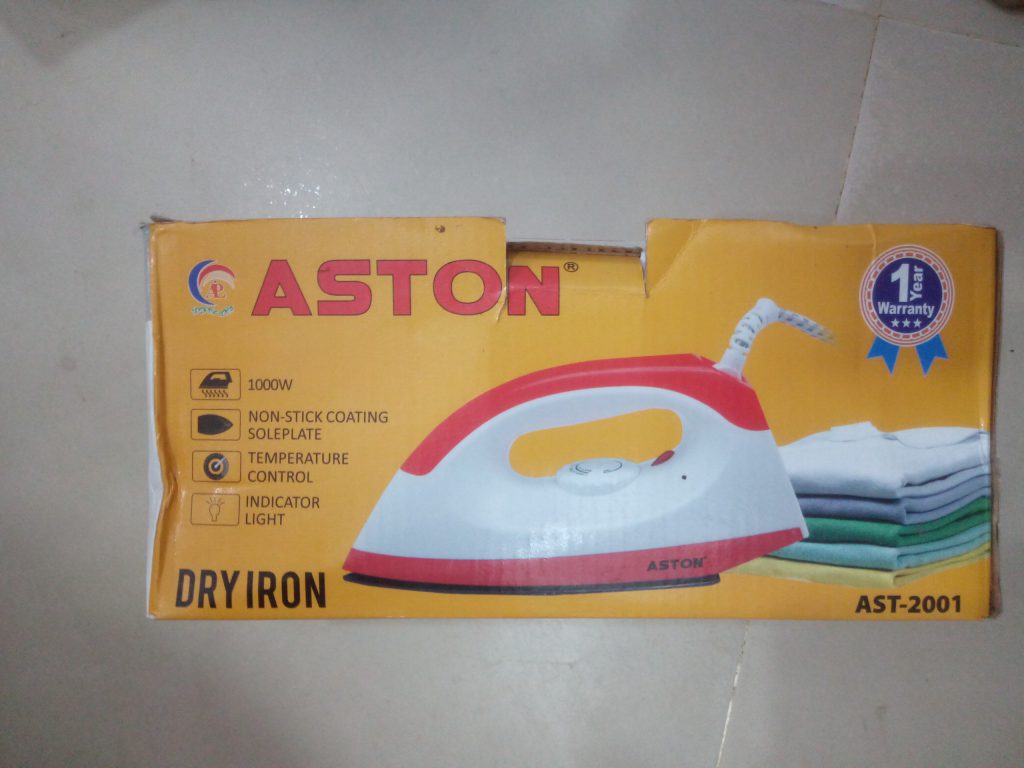 ASTON®
1 Year
Warranty
1000W
NON-STICK COATING
SOLEPLATE
TEMPERATURE
CONTROL
INDICATOR
LIGHT
ASTON
DRY IRON
AST-2001